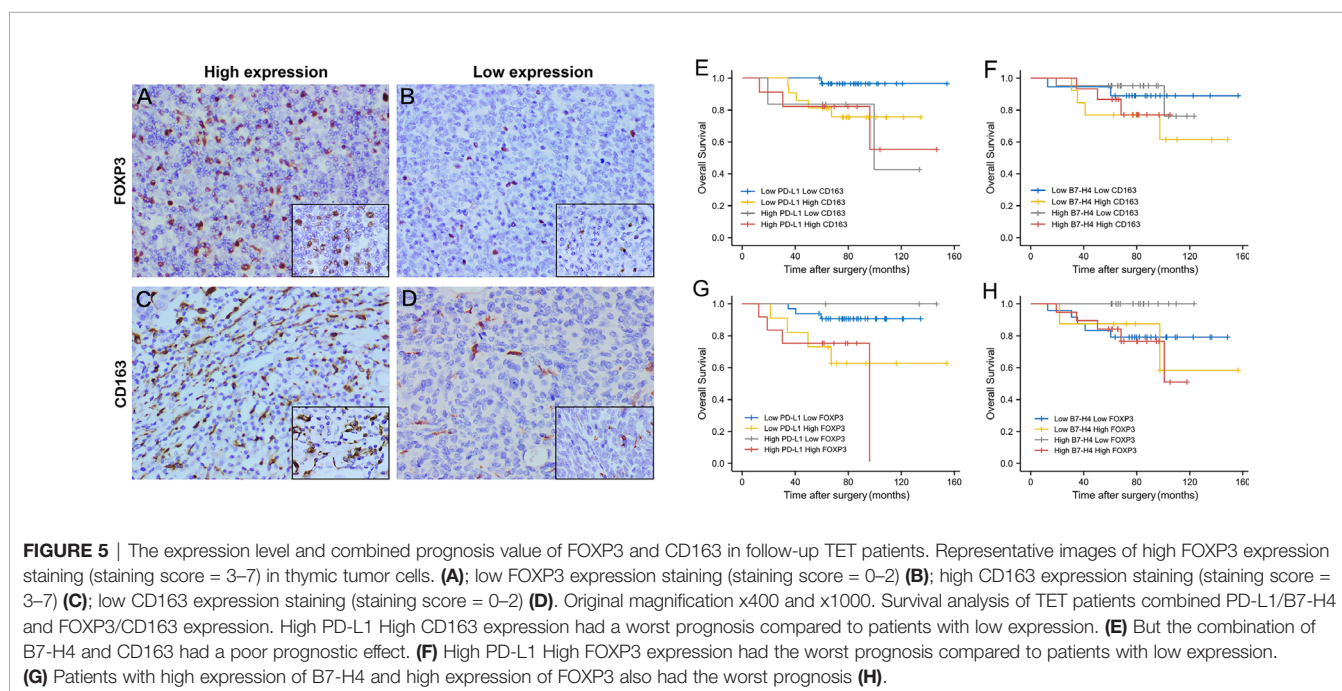 High expression
Low expression
FOXP3
CD163
A
B
C
D
E
1.0
0.8
0.6
0.4
0.2
0.0
Overall Survival
Low PD-L1 Low CD163
Low PD-L1 High CD163
High PD-L1 Low CD163
High PD-L1 High CD163
0 40 80 120 160
Time after surgery (months)
F
1.0
0.8
0.6
0.4
0.2
0.0
Overall Survival
Low B7-H4 Low CD163
Low B7-H4 High CD163
High B7-H4 Low CD163
High B7-H4 High CD163
0 40 80 120 160
Time after surgery (months)
G
1.0
0.8
0.6
0.4
0.2
0.0
Overall Survival
Low PD-L1 Low FOXP3
Low PD-L1 High FOXP3
High PD-L1 Low FOXP3
High PD-L1 High FOXP3
0 40 80 120 160
Time after surgery (months)
H
1.0
0.8
0.6
0.4
0.2
0.0
Overall Survival
Low B7-H4 Low FOXP3
Low B7-H4 High FOXP3
High B7-H4 Low FOXP3
High B7-H4 High FOXP3
0 40 80 120 160
Time after surgery (months)
FIGURE 5 | The expression level and combined prognosis value of FOXP3 and CD163 in follow-up TET patients. Representative images of high FOXP3 expression
staining (staining score = 3–7) in thymic tumor cells. (A); low FOXP3 expression staining (staining score = 0–2) (B); high CD163 expression staining (staining score =
3–7) (C); low CD163 expression staining (staining score = 0–2) (D). Original magnification x400 and x1000. Survival analysis of TET patients combined PD-L1/B7-H4
and FOXP3/CD163 expression. High PD-L1 High CD163 expression had a worst prognosis compared to patients with low expression. (E) But the combination of
B7-H4 and CD163 had a poor prognostic effect. (F) High PD-L1 High FOXP3 expression had the worst prognosis compared to patients with low expression.
(G) Patients with high expression of B7-H4 and high expression of FOXP3 also had the worst prognosis (H).